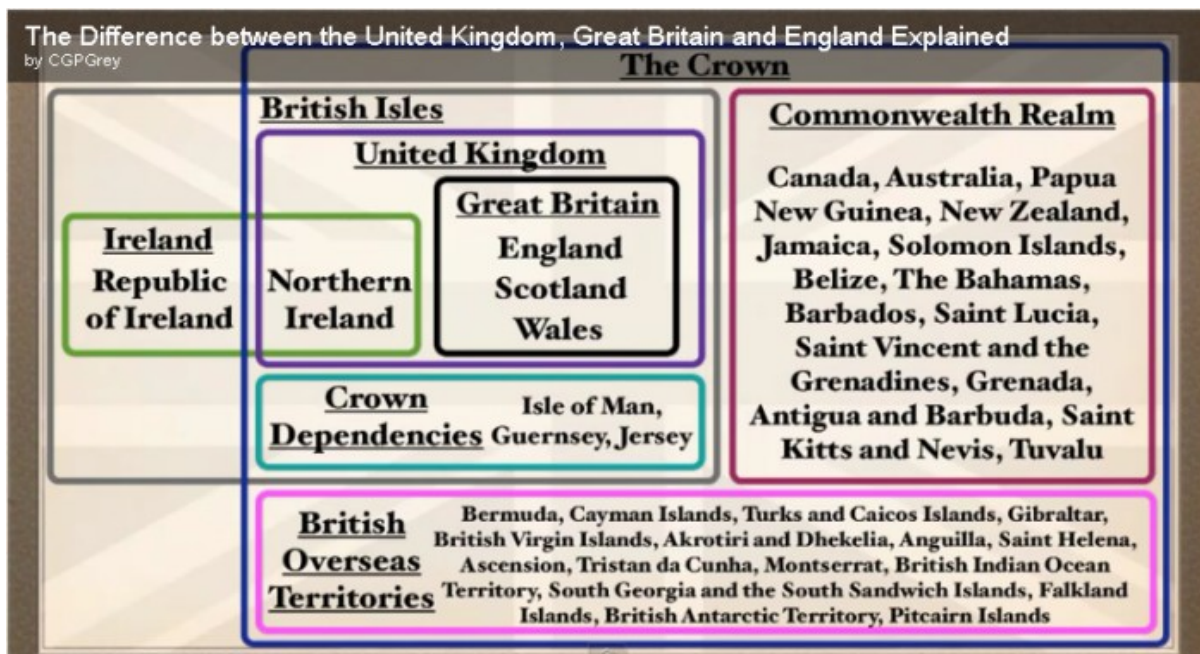 The Difference between the United Kingdom, Great Britain and England Explained
by CGPGrey
The Crown
British Isles
United Kingdom
Great Britain
England
Scotland
Wales
Ireland
Republic
of Ireland
Northern
Ireland
Crown
Dependencies
Isle of Man,
Guernsey, Jersey
Commonwealth Realm
Canada, Australia, Papua
New Guinea, New Zealand,
Jamaica, Solomon Islands,
Belize, The Bahamas,
Barbados, Saint Lucia,
Saint Vincent and the
Grenadines, Grenada,
Antigua and Barbuda, Saint
Kitts and Nevis, Tuvalu
British
Overseas
Territories
Bermuda, Cayman Islands, Turks and Caicos Islands, Gibraltar,
British Virgin Islands, Akrotiri and Dhekelia, Anguilla, Saint Helena,
Ascension, Tristan da Cunha, Montserrat, British Indian Ocean
Territory, South Georgia and the South Sandwich Islands, Falkland
Islands, British Antarctic Territory, Pitcairn Islands